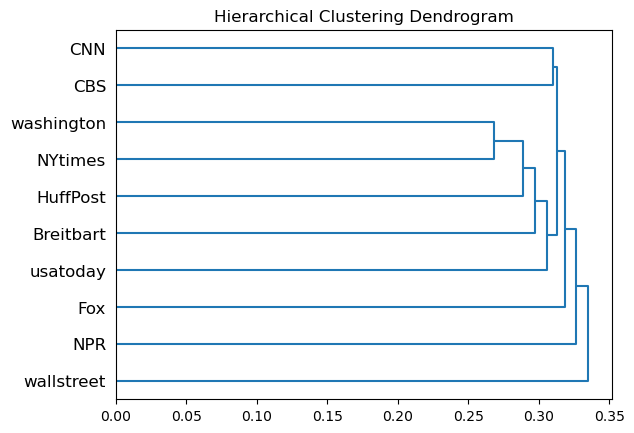 Hierarchical Clustering Dendrogram
CNN
CBS
washington
NYtimes
HuffPost
Breitbart
usatoday
Fox
NPR
wallstreet
0.00 0.05 0.10 0.15 0.20 0.25 0.30 0.35